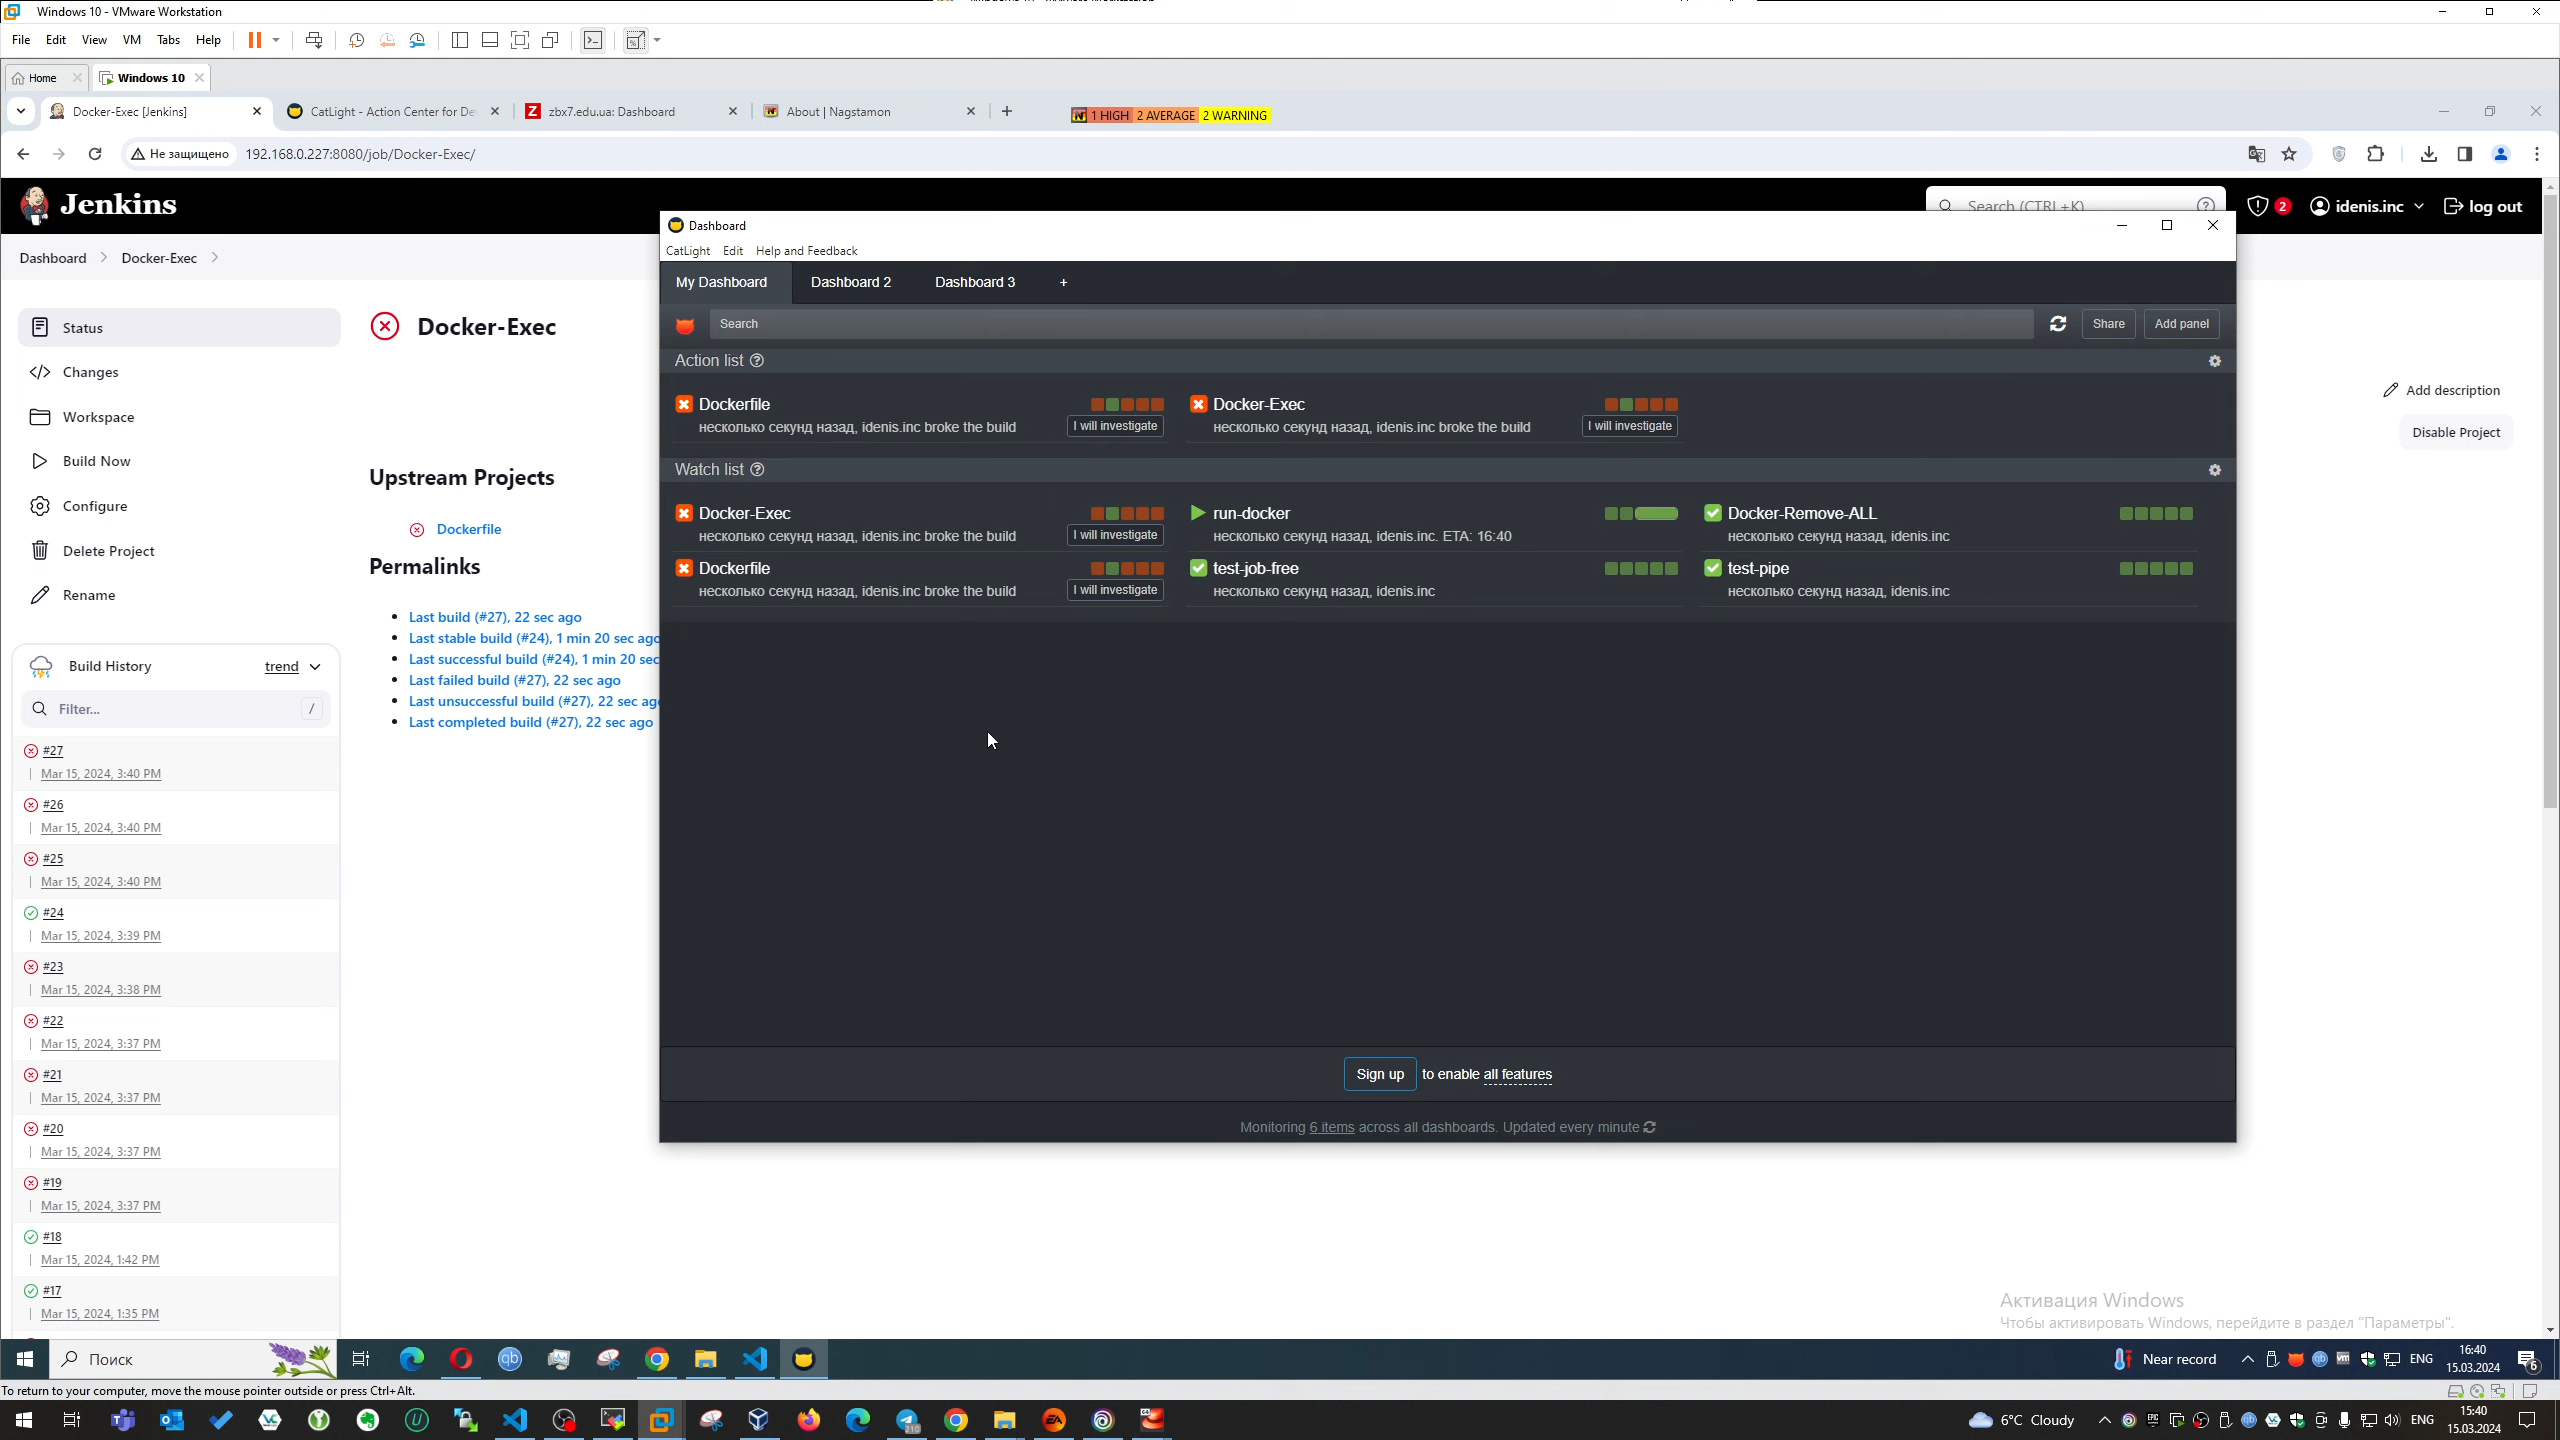 Windows 10 - VMware Workstation
File Edit View VM Tabs Help
Home Windows 10
Docker-Exec [Jenkins] CatLight - Action Center for De zbx7.edu.ua: Dashboard About | Nagstamon 1 HIGH 2 AVERAGE 2 WARNING
Не защищено 192.168.0.227:8080/job/Docker-Exec/
Jenkins Search (CTRL+K) 2 idenis.inc log out
Dashboard Docker-Exec
Status
Changes
Workspace
Build Now
Configure
Delete Project
Rename
Build History trend
Filter... /
#27
Mar 15, 2024, 3:40 PM
#26
Mar 15, 2024, 3:40 PM
#25
Mar 15, 2024, 3:40 PM
#24
Mar 15, 2024, 3:39 PM
#23
Mar 15, 2024, 3:38 PM
#22
Mar 15, 2024, 3:37 PM
#21
Mar 15, 2024, 3:37 PM
#20
Mar 15, 2024, 3:37 PM
#19
Mar 15, 2024, 3:37 PM
#18
Mar 15, 2024, 1:42 PM
#17
Mar 15, 2024, 1:35 PM
Docker-Exec
Upstream Projects
Dockerfile
Permalinks
Last build (#27), 22 sec ago
Last stable build (#24), 1 min 20 sec ago
Last successful build (#24), 1 min 20 sec
Last failed build (#27), 22 sec ago
Last unsuccessful build (#27), 22 sec ago
Last completed build (#27), 22 sec ago
Add description
Disable Project
Dashboard
CatLight Edit Help and Feedback
My Dashboard Dashboard 2 Dashboard 3 +
Search Share Add panel
Action list
Dockerfile
несколько секунд назад, idenis.inc broke the build I will investigate
Docker-Exec
несколько секунд назад, idenis.inc broke the build I will investigate
Watch list
Docker-Exec
несколько секунд назад, idenis.inc broke the build I will investigate
run-docker
несколько секунд назад, idenis.inc. ETA: 16:40
Docker-Remove-ALL
несколько секунд назад, idenis.inc
Dockerfile
несколько секунд назад, idenis.inc broke the build I will investigate
test-job-free
несколько секунд назад, idenis.inc
test-pipe
несколько секунд назад, idenis.inc
Sign up to enable all features
Monitoring 6 items across all dashboards. Updated every minute
Активация Windows
Чтобы активировать Windows, перейдите в раздел "Параметры".
Поиск Near record ENG 16:40
15.03.2024 6
To return to your computer, move the mouse pointer outside or press Ctrl+Alt.
6°C Cloudy ENG 15:40
15.03.2024